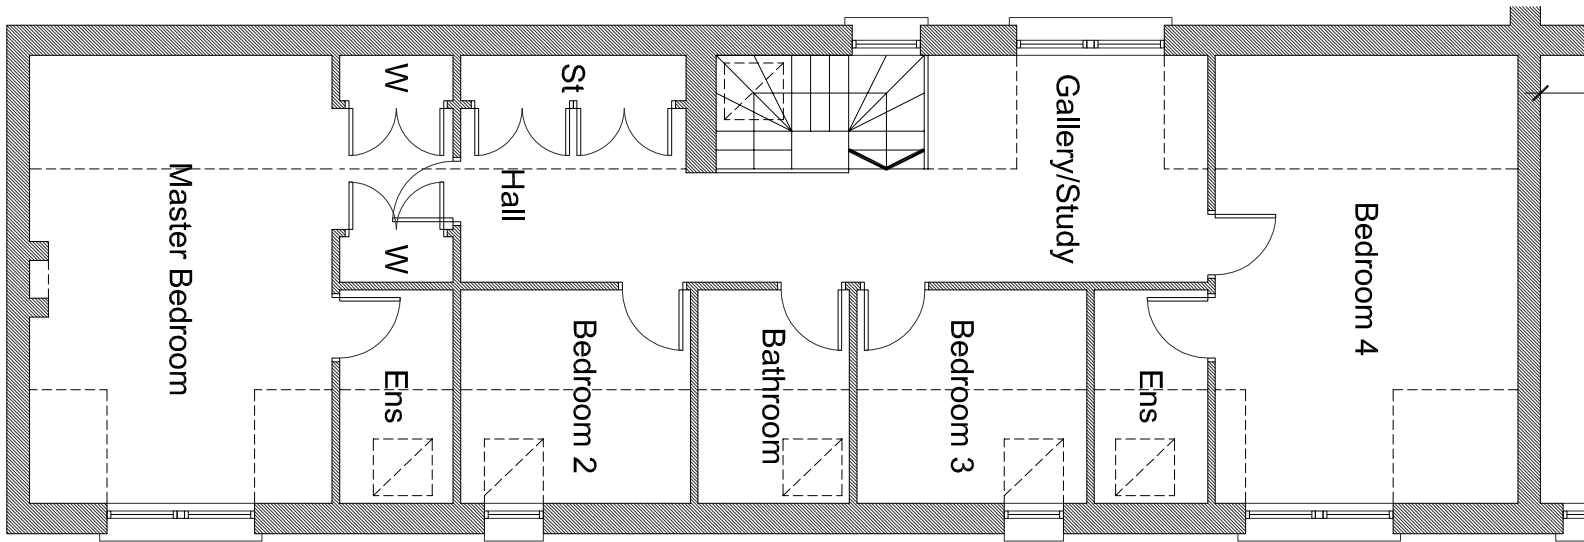 W
St
Gallery/Study
Master Bedroom
Hall
W
Bedroom 4
Ens
Bedroom 2
Bathroom
Bedroom 3
Ens